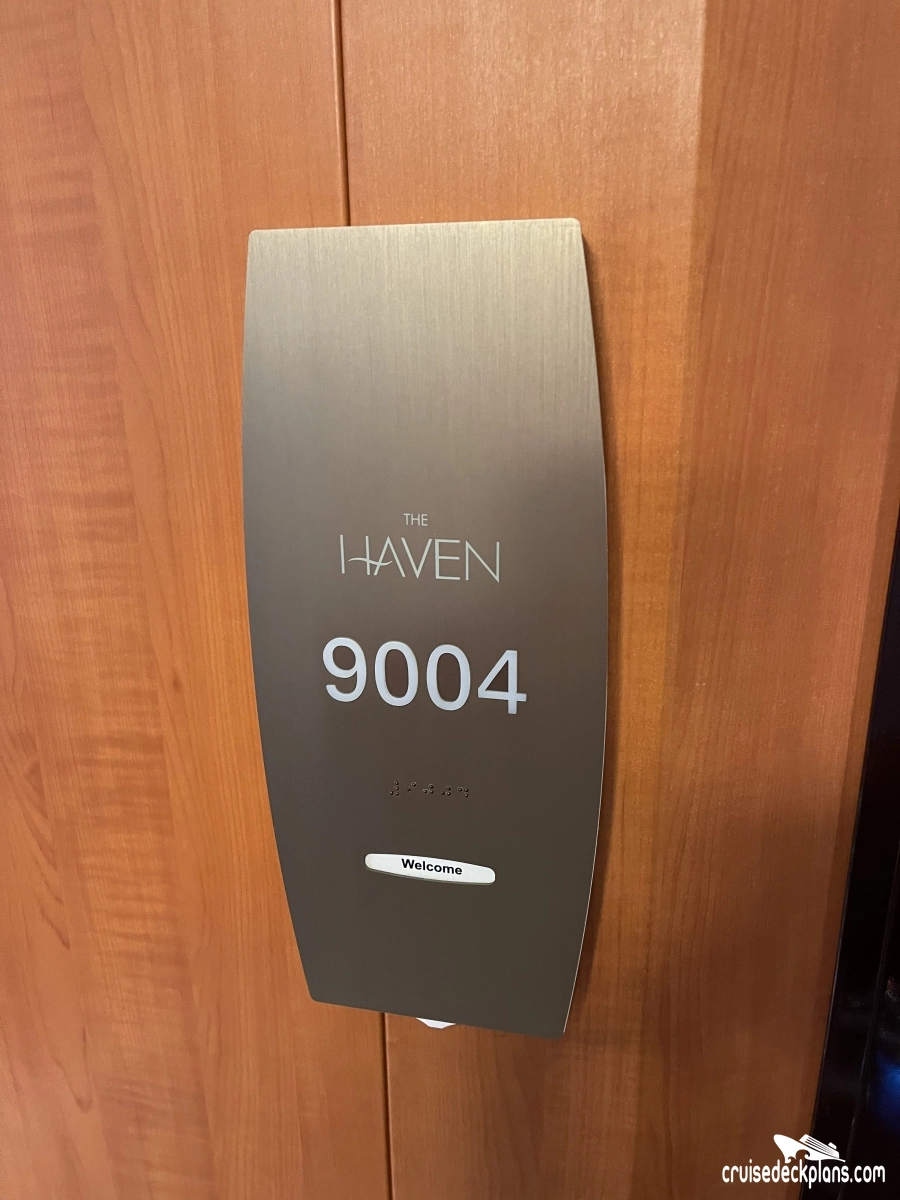 THE
HAVEN
9004
⠼⠊⠚⠚⠙
Welcome
cruisedeckplans.com